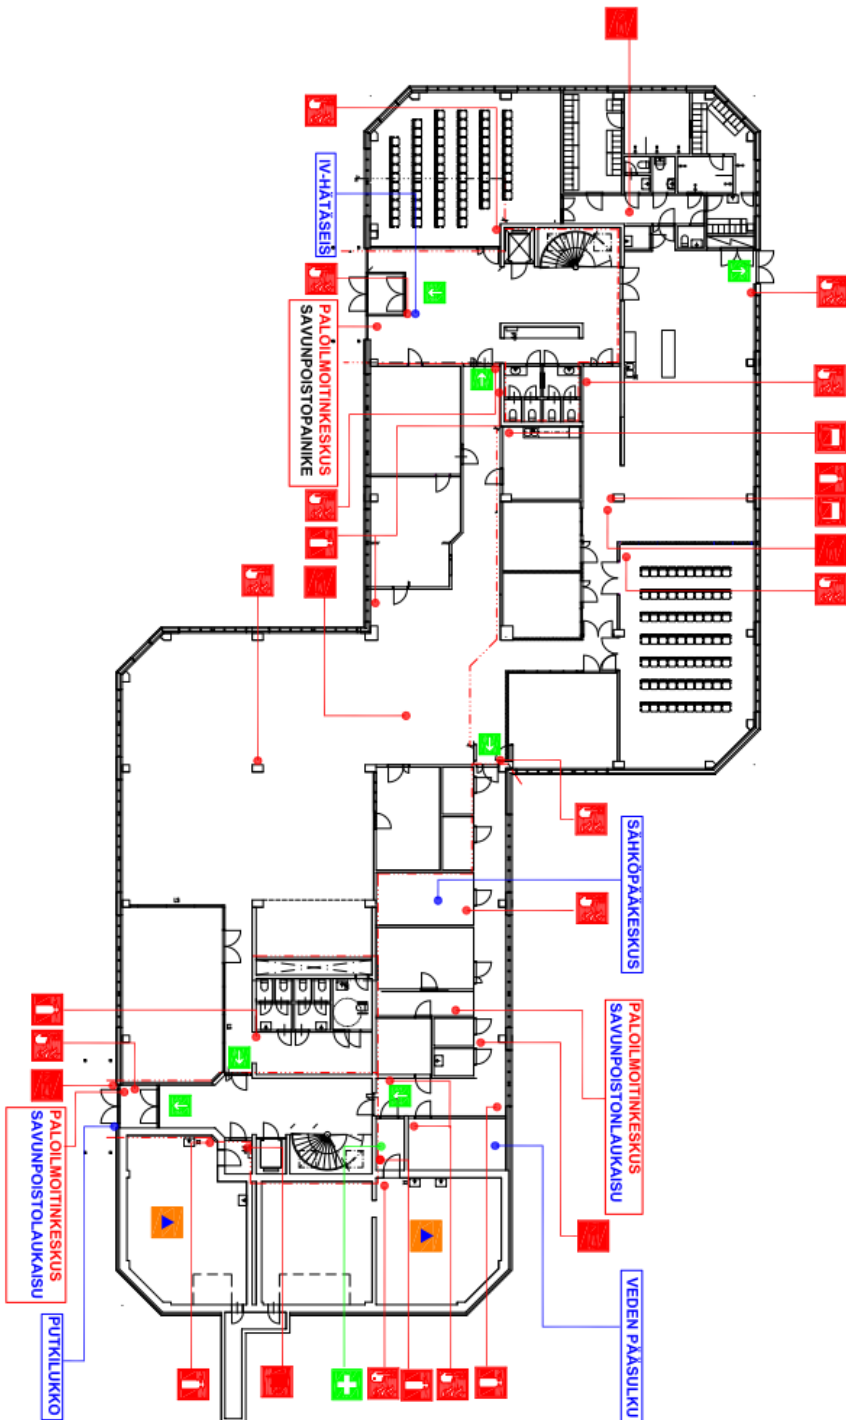 IV-HÄTÄSEIS
PALOILMOITINKESKUS
SAVUNPOISTOPAINIKE
SÄHKÖPÄÄKESKUS
PALOILMOITINKESKUS
SAVUNPOISTONLAUKAISU
PALOILMOITINKESKUS
SAVUNPOISTOLAUKAISU
PUTKILUKKO
VEDEN PÄÄSULKU